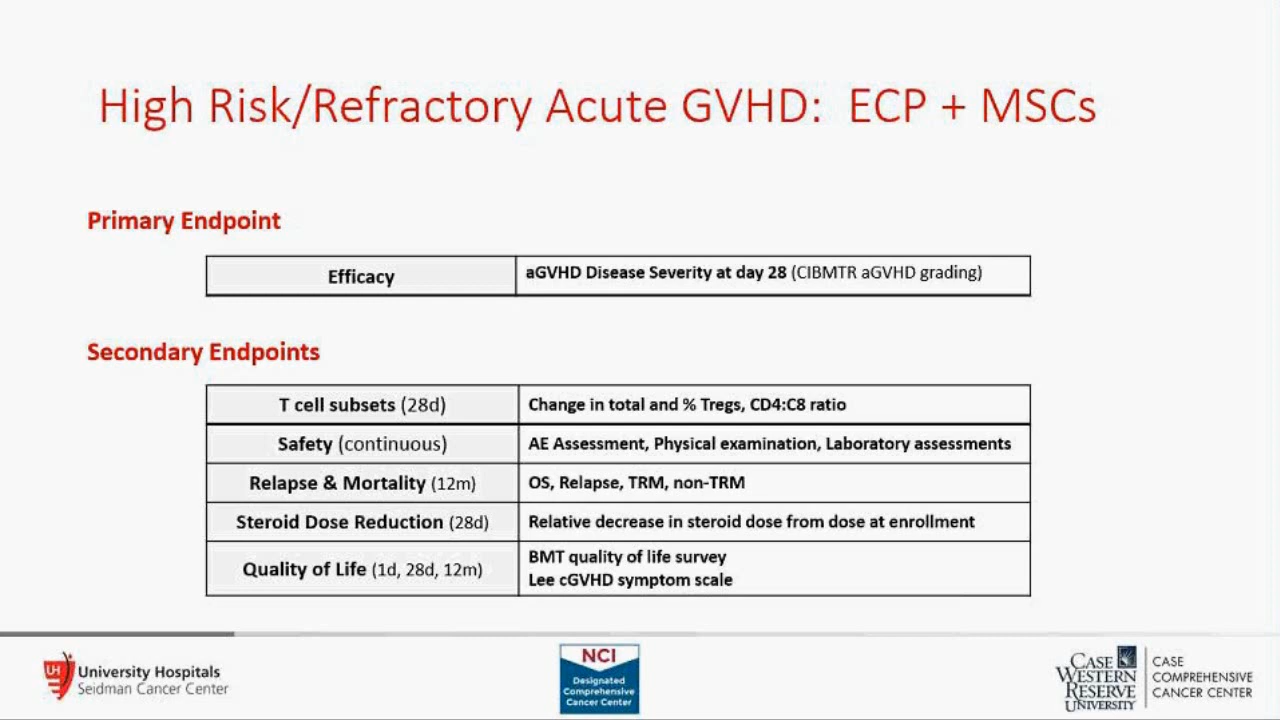 High Risk/Refractory Acute GVHD: ECP + MSCs
Primary Endpoint
Efficacy
aGVHD Disease Severity at day 28 (CIBMTR aGVHD grading)
Secondary Endpoints
T cell subsets (28d)
Change in total and % Tregs, CD4:C8 ratio
Safety (continuous)
AE Assessment, Physical examination, Laboratory assessments
Relapse & Mortality (12m)
OS, Relapse, TRM, non-TRM
Steroid Dose Reduction (28d)
Relative decrease in steroid dose from dose at enrollment
Quality of Life (1d, 28d, 12m)
BMT quality of life survey
Lee cGVHD symptom scale
UH
University Hospitals
Seidman Cancer Center
NCI
Designated
Comprehensive
Cancer Center
CASE
WESTERN
RESERVE
UNIVERSITY
CASE
COMPREHENSIVE
CANCER CENTER